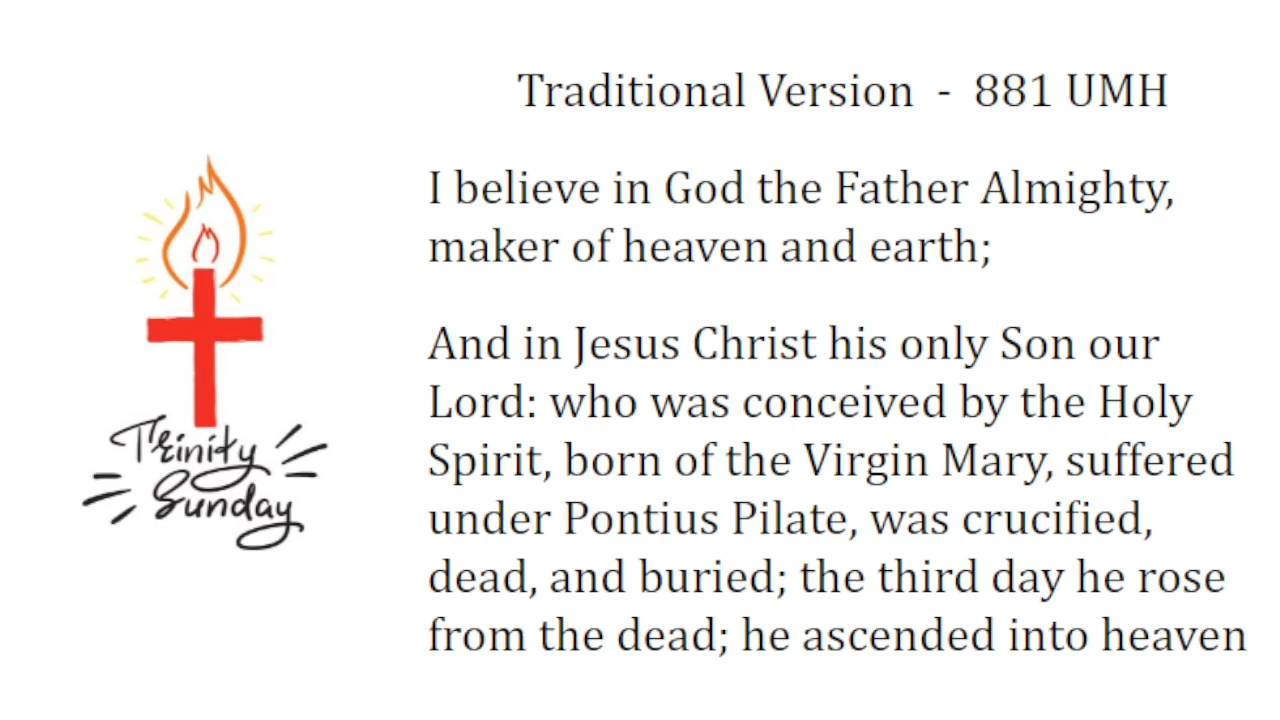 Traditional Version - 881 UMH
I believe in God the Father Almighty,
maker of heaven and earth;
And in Jesus Christ his only Son our
Lord: who was conceived by the Holy
Spirit, born of the Virgin Mary, suffered
under Pontius Pilate, was crucified,
dead, and buried; the third day he rose
from the dead; he ascended into heaven
Trinity
Sunday